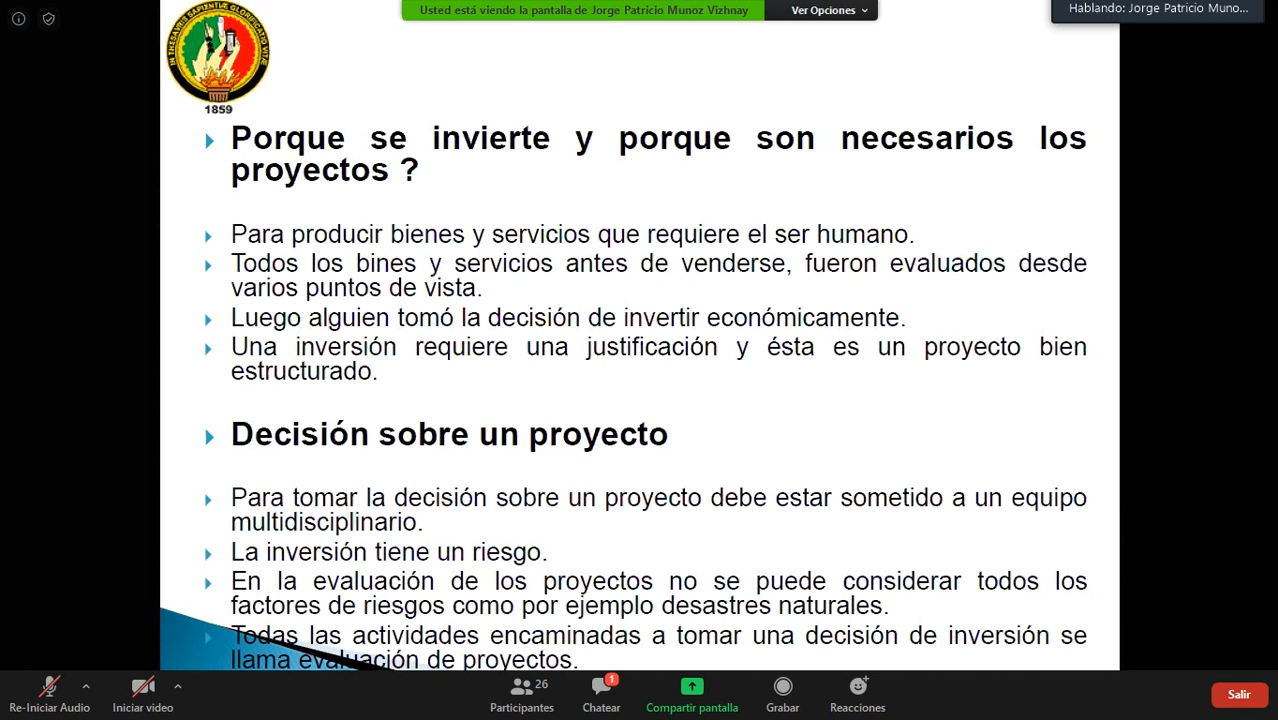 IN THESAVRIS SAPIENTIAE GLORIFICATIO VITAE
1859
Usted está viendo la pantalla de Jorge Patricio Munoz Vizhnay
Ver Opciones
Hablando: Jorge Patricio Muno...
Porque se invierte y porque son necesarios los
proyectos ?
Para producir bienes y servicios que requiere el ser humano.
Todos los bines y servicios antes de venderse, fueron evaluados desde
varios puntos de vista.
Luego alguien tomó la decisión de invertir económicamente.
Una inversión requiere una justificación y ésta es un proyecto bien
estructurado.
Decisión sobre un proyecto
Para tomar la decisión sobre un proyecto debe estar sometido a un equipo
multidisciplinario.
La inversión tiene un riesgo.
En la evaluación de los proyectos no se puede considerar todos los
factores de riesgos como por ejemplo desastres naturales.
Todas las actividades encaminadas a tomar una decisión de inversión se
llama evaluación de proyectos.
26
1
Re-Iniciar Audio
Iniciar video
Participantes
Chatear
Compartir pantalla
Grabar
Reacciones
Salir